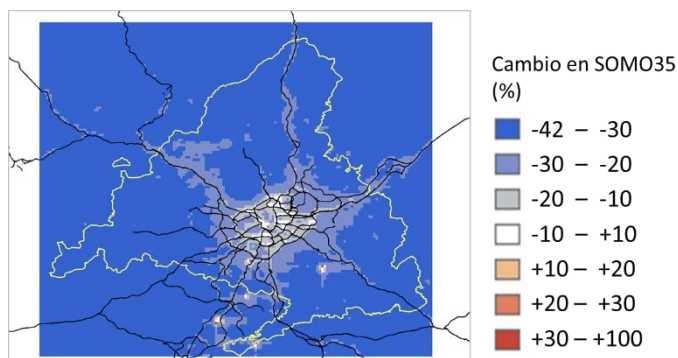 Cambio en SOMO35
(%)
-42 – -30
-30 – -20
-20 – -10
-10 – +10
+10 – +20
+20 – +30
+30 – +100